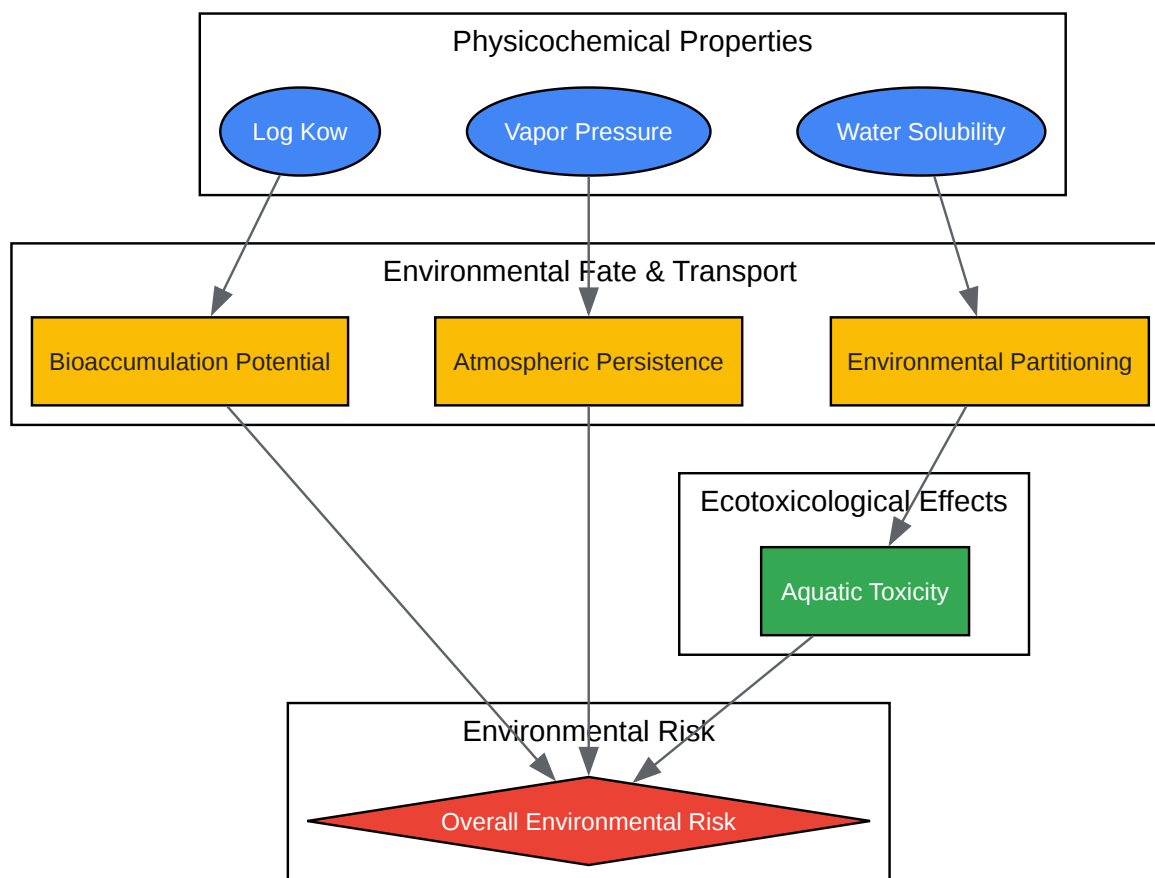 Physicochemical Properties
Log Kow
Vapor Pressure
Water Solubility
Environmental Fate & Transport
Bioaccumulation Potential
Atmospheric Persistence
Environmental Partitioning
Ecotoxicological Effects
Aquatic Toxicity
Environmental Risk
Overall Environmental Risk